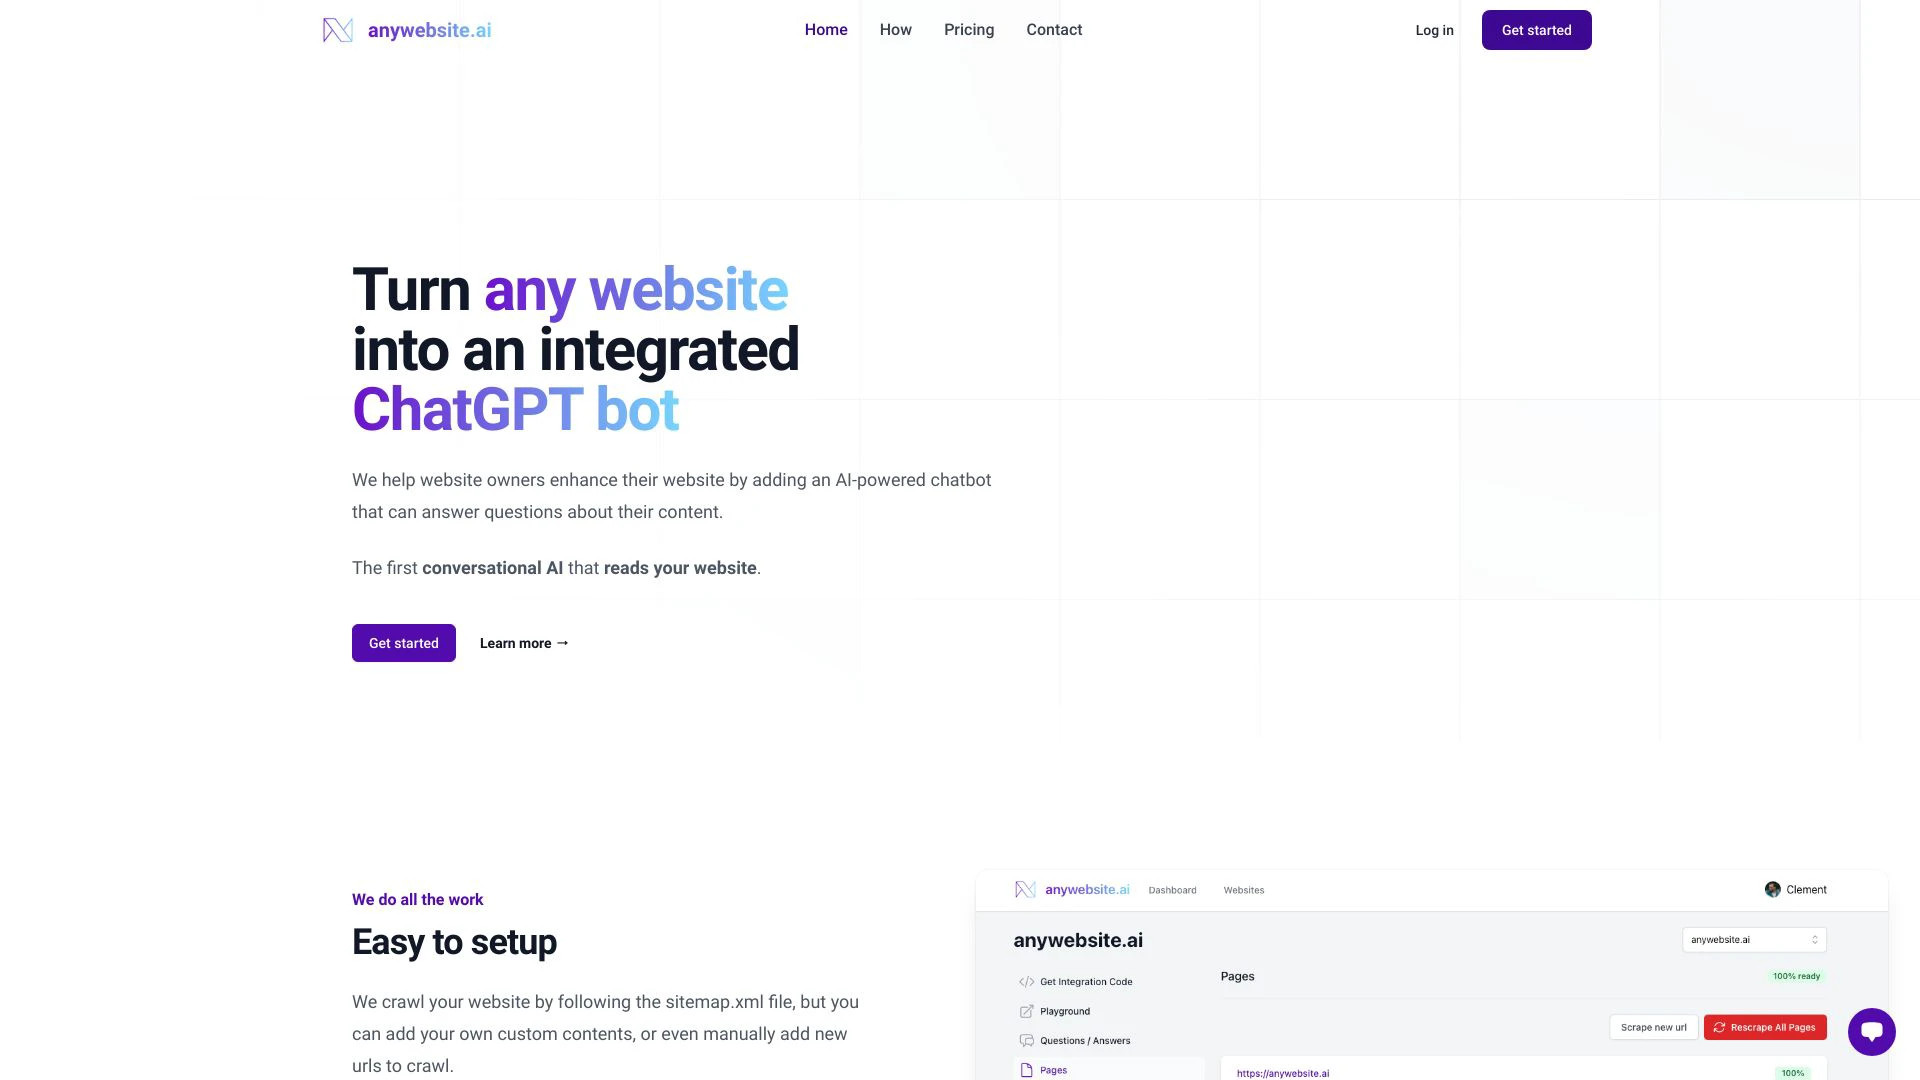 anywebsite.ai
Home
How
Pricing
Contact
Log in
Get started
Turn any website
into an integrated
ChatGPT bot
We help website owners enhance their website by adding an AI-powered chatbot
that can answer questions about their content.
The first conversational AI that reads your website.
Get started
Learn more →
We do all the work
Easy to setup
We crawl your website by following the sitemap.xml file, but you
can add your own custom contents, or even manually add new
urls to crawl.
anywebsite.ai
Dashboard
Websites
Clement
anywebsite.ai
anywebsite.ai
Get Integration Code
Playground
Questions / Answers
Pages
Pages
100% ready
Scrape new url
Rescrape All Pages
https://anywebsite.ai
100%